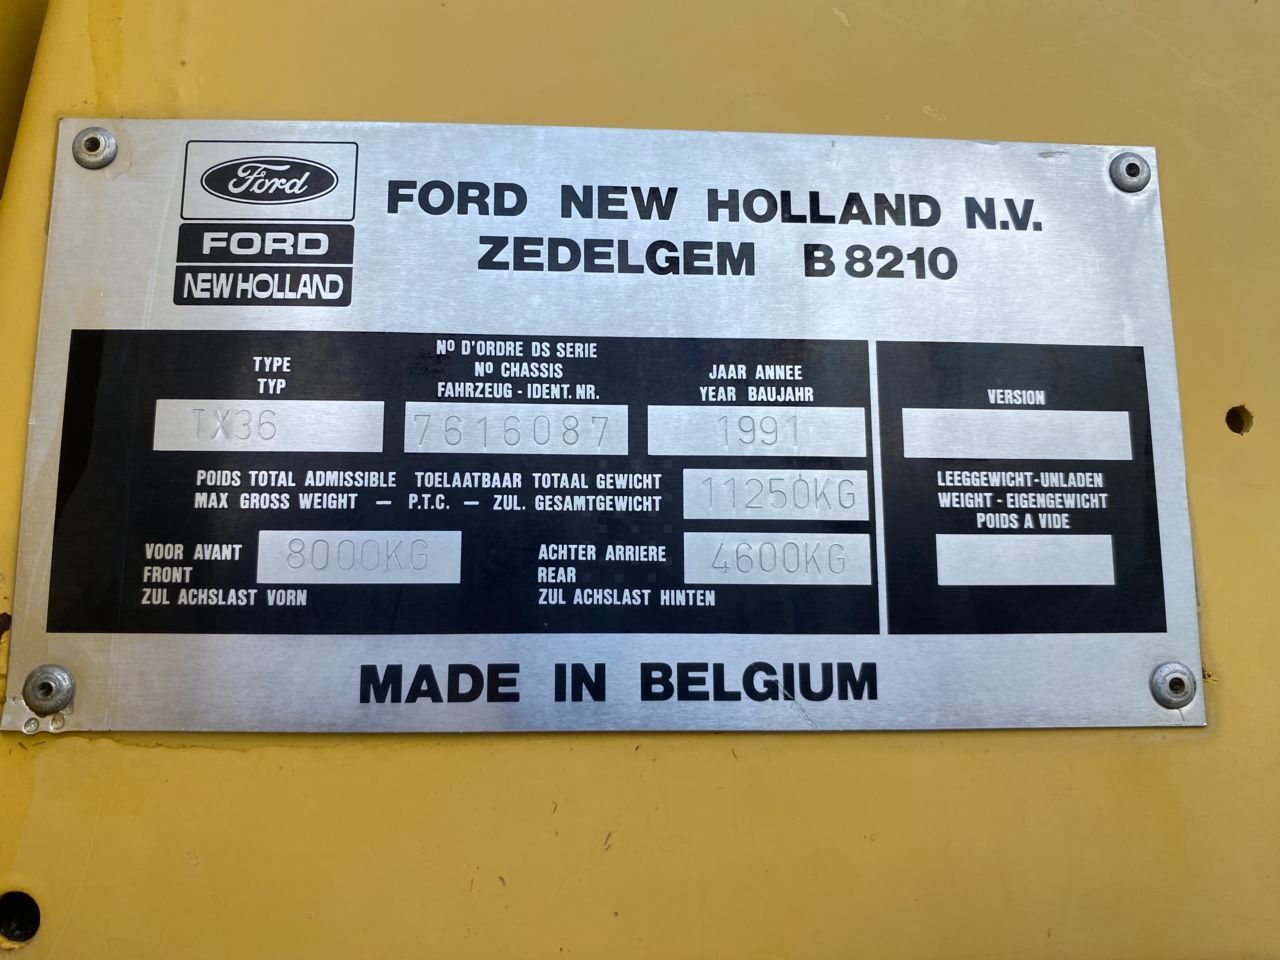 Ford
FORD
NEW HOLLAND
FORD NEW HOLLAND N.V.
ZEDELGEM B 8210
TYPE
TYP
TX36
Nº D'ORDRE DS SERIE
Nº CHASSIS
FAHRZEUG - IDENT. NR.
7616087
JAAR ANNEE
YEAR BAUJAHR
1991
VERSION
POIDS TOTAL ADMISSIBLE TOELAATBAAR TOTAAL GEWICHT
MAX GROSS WEIGHT — P.T.C. — ZUL. GESAMTGEWICHT
11250KG
LEEGGEWICHT-UNLADEN
WEIGHT-EIGENGEWICHT
POIDS A VIDE
VOOR AVANT
FRONT
ZUL ACHSLAST VORN
8000KG
ACHTER ARRIERE
REAR
ZUL ACHSLAST HINTEN
4600KG
MADE IN BELGIUM